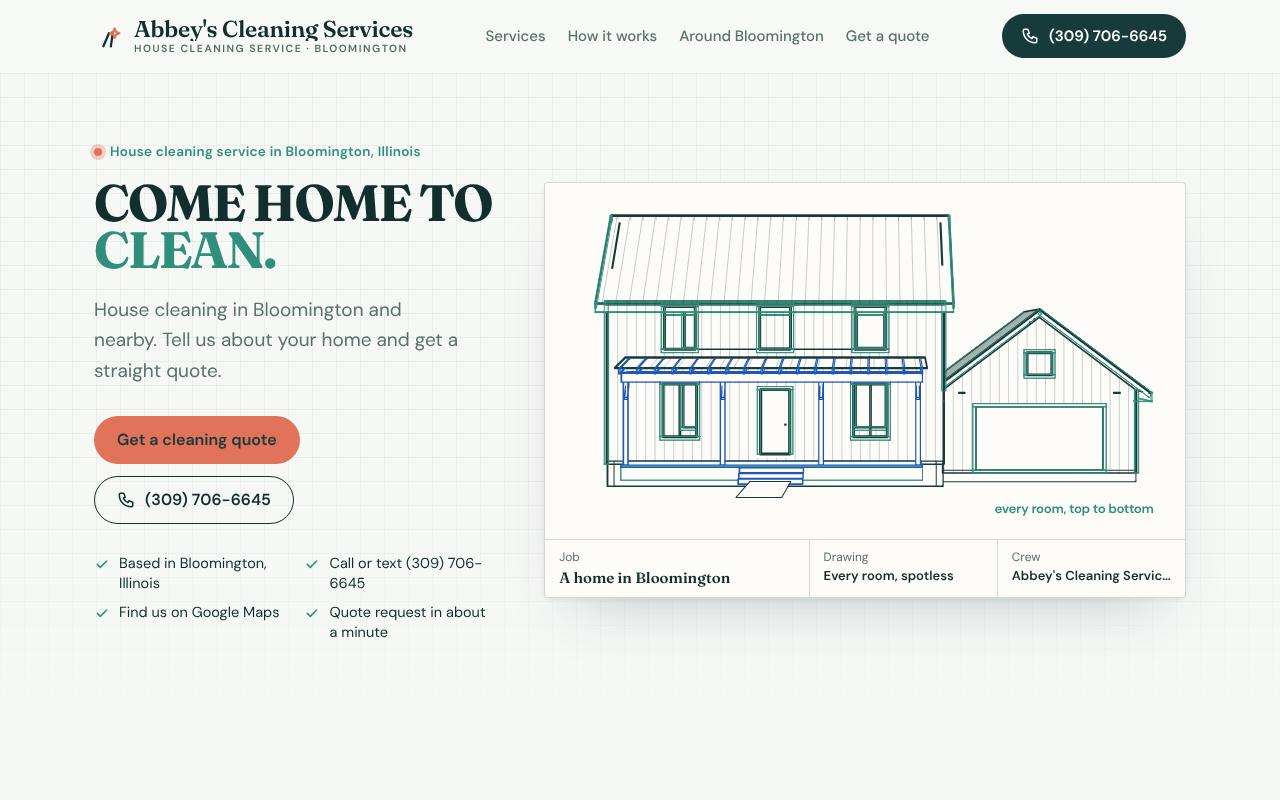 Abbey's Cleaning Services
HOUSE CLEANING SERVICE · BLOOMINGTON
Services
How it works
Around Bloomington
Get a quote
(309) 706-6645
House cleaning service in Bloomington, Illinois
COME HOME TO
CLEAN.
House cleaning in Bloomington and
nearby. Tell us about your home and get a
straight quote.
Get a cleaning quote
(309) 706-6645
Based in Bloomington,
Illinois
Call or text (309) 706-
6645
Find us on Google Maps
Quote request in about
a minute
every room, top to bottom
Job
A home in Bloomington
Drawing
Every room, spotless
Crew
Abbey's Cleaning Servic...